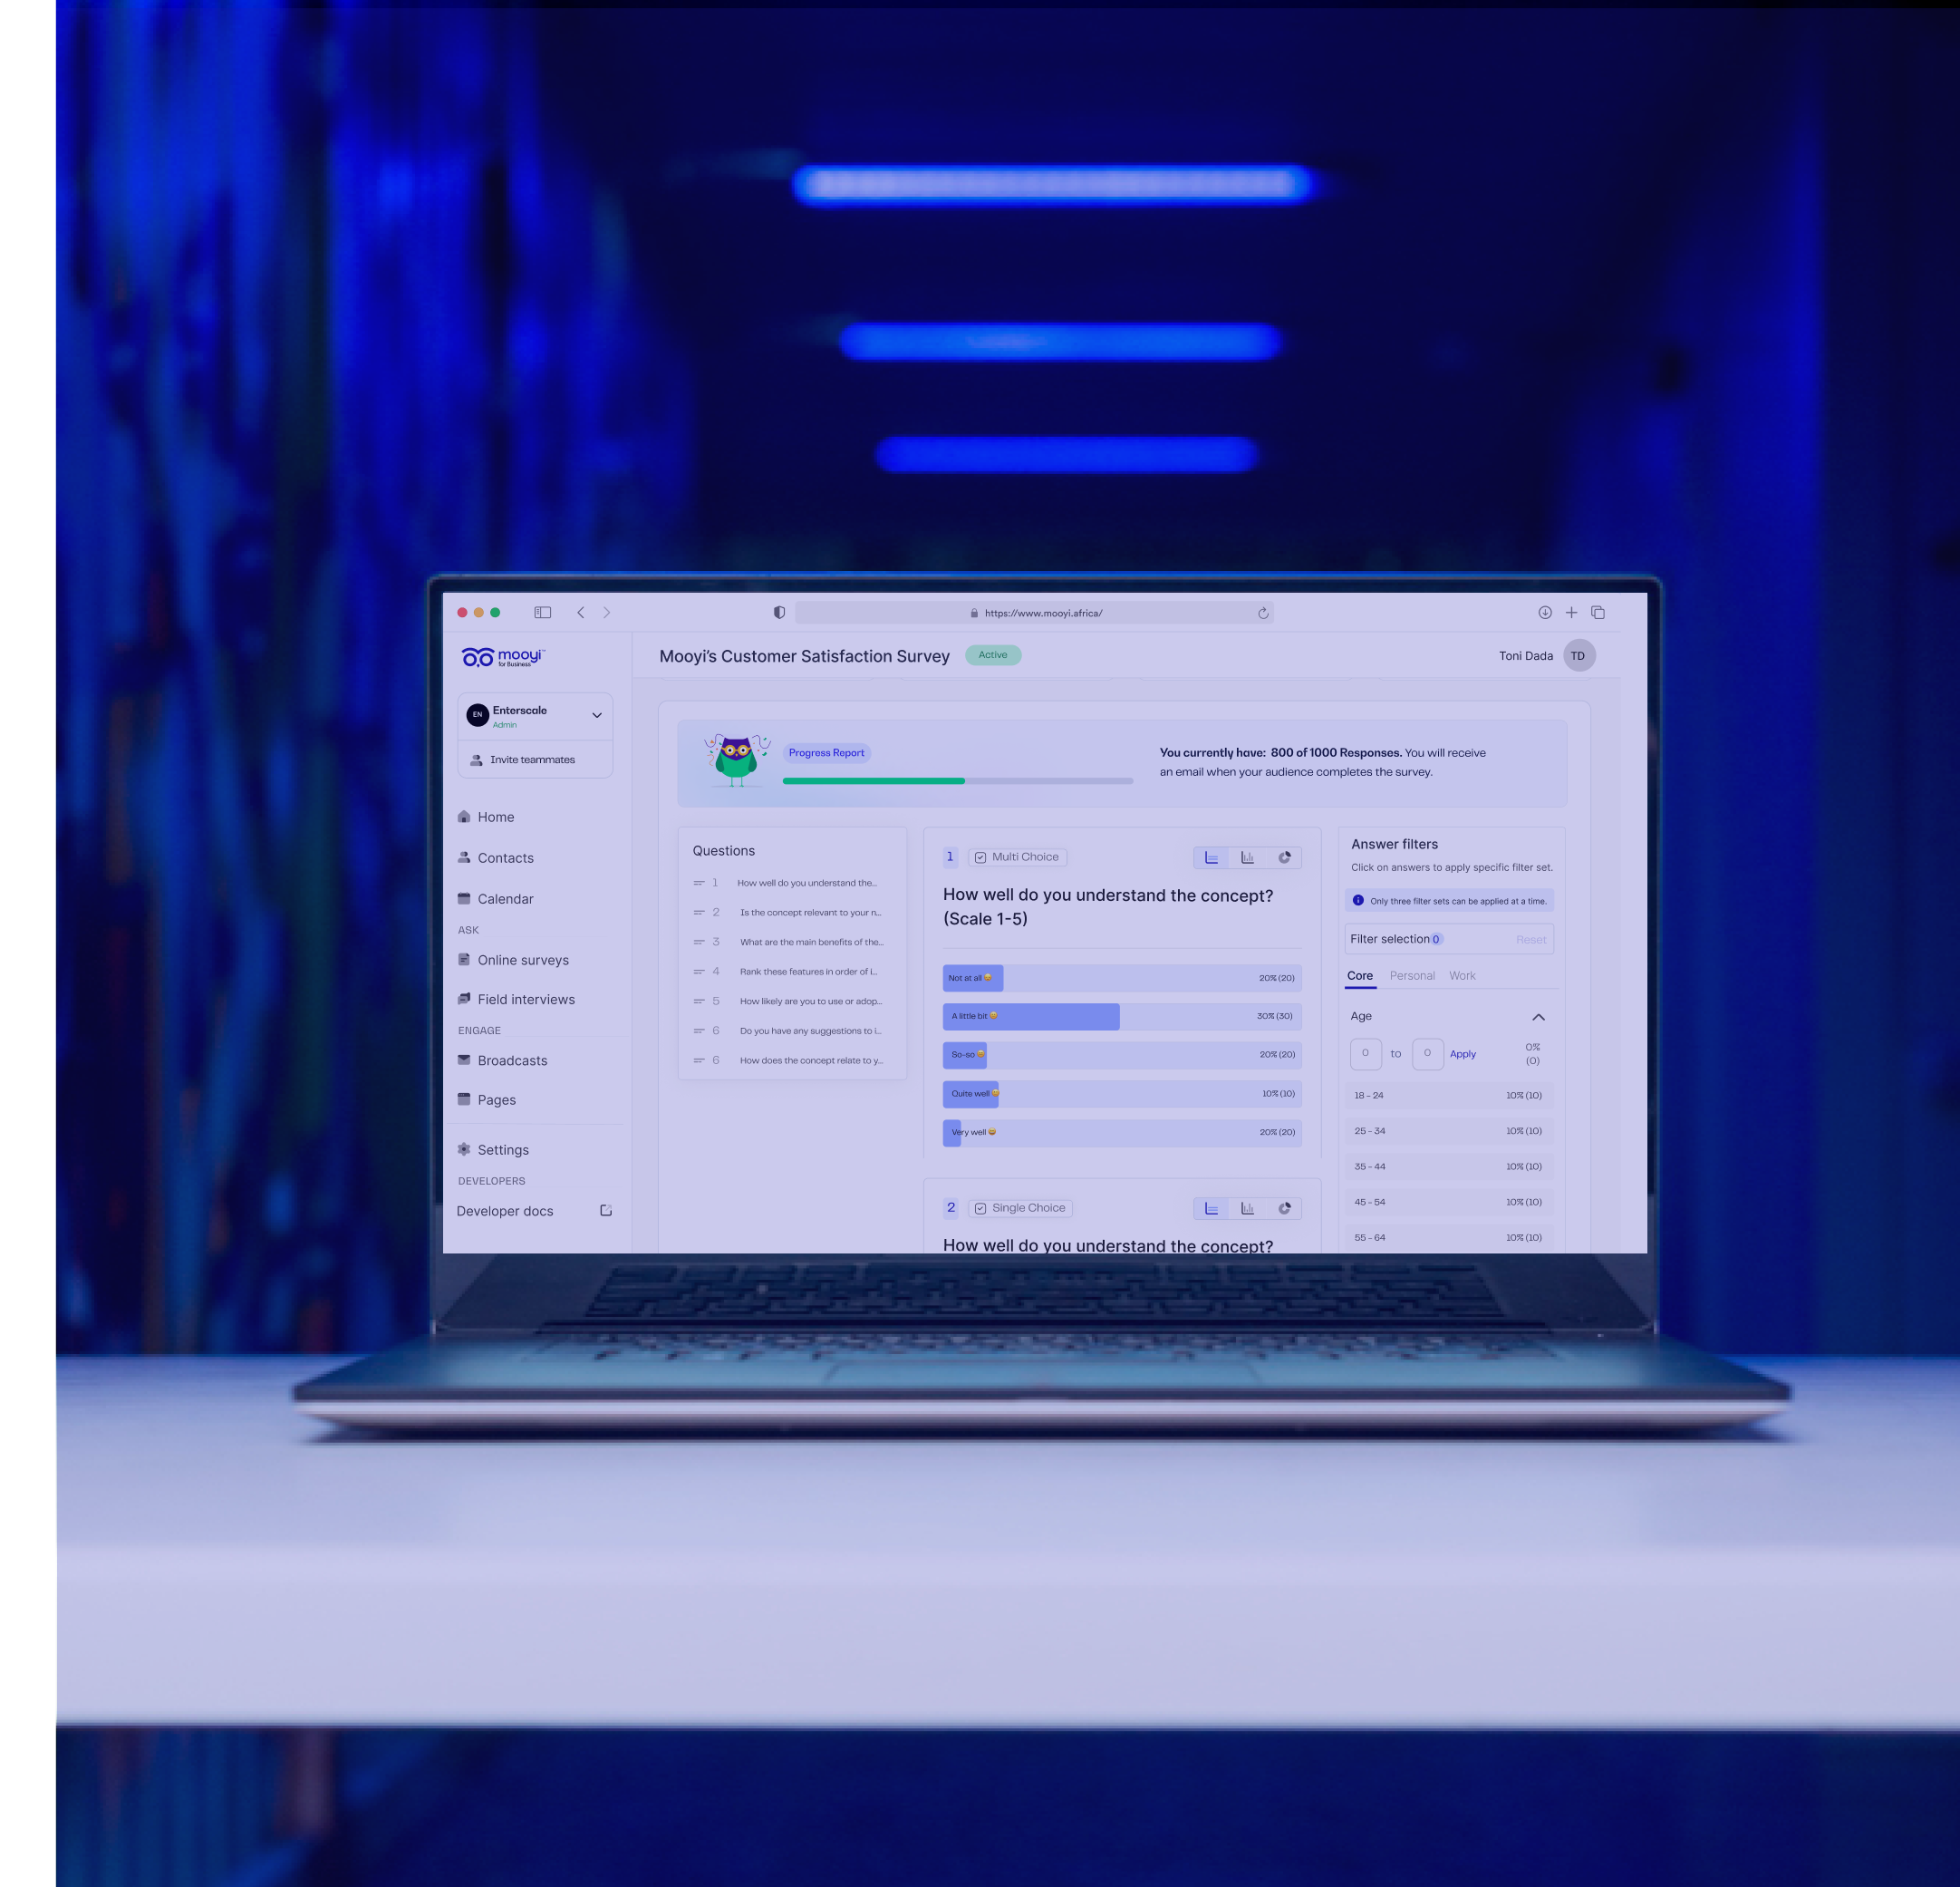 https://www.mooyi.africa/
mooyi™
for Business
Mooyi's Customer Satisfaction Survey
Active
Toni Dada
TD
EN
Enterscale
Admin
Invite teammates
Home
Contacts
Calendar
ASK
Online surveys
Field interviews
ENGAGE
Broadcasts
Pages
Settings
DEVELOPERS
Developer docs
Progress Report
You currently have: 800 of 1000 Responses. You will receive
an email when your audience completes the survey.
Questions
1 How well do you understand the...
2 Is the concept relevant to your n...
3 What are the main benefits of the...
4 Rank these features in order of i...
5 How likely are you to use or adop...
6 Do you have any suggestions to i...
6 How does the concept relate to y...
1 Multi Choice
How well do you understand the concept?
(Scale 1-5)
Not at all 😀 20% (20)
A little bit 😀 30% (30)
So-so 😀 20% (20)
Quite well 😀 10% (10)
Very well 😀 20% (20)
2 Single Choice
How well do you understand the concept?
Answer filters
Click on answers to apply specific filter set.
Only three filter sets can be applied at a time.
Filter selection 0 Reset
Core Personal Work
Age
0 to 0 Apply 0%
(0)
18 - 24 10% (10)
25 - 34 10% (10)
35 - 44 10% (10)
45 - 54 10% (10)
55 - 64 10% (10)